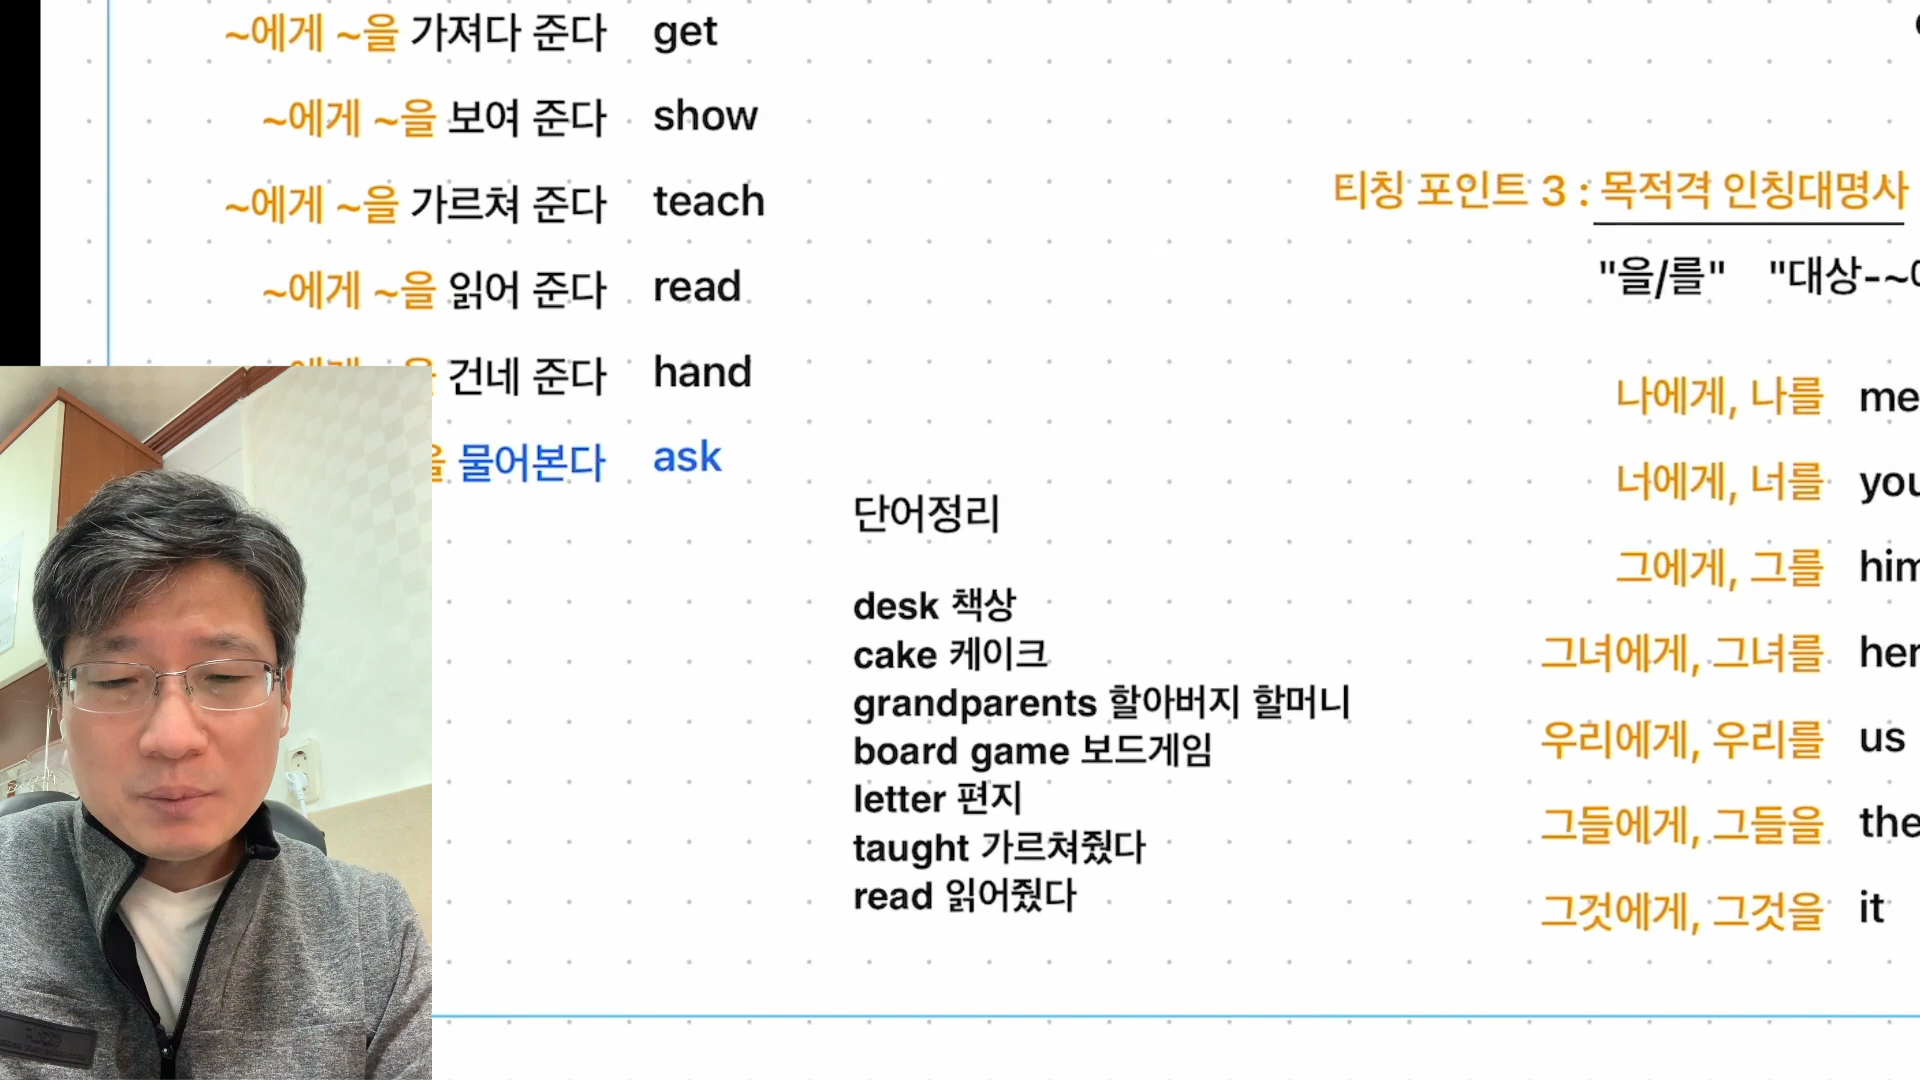 ~에게 ~을 가져다 준다 get
~에게 ~을 보여 준다 show
~에게 ~을 가르쳐 준다 teach
~에게 ~을 읽어 준다 read
건네 준다 hand
을 물어본다 ask
단어정리
desk 책상
cake 케이크
grandparents 할아버지 할머니
board game 보드게임
letter 편지
taught 가르쳐줬다
read 읽어줬다
티칭 포인트 3 : 목적격 인칭대명사
"을/를" "대상-~
나에게, 나를 me
너에게, 너를 you
그에게, 그를 him
그녀에게, 그녀를 her
우리에게, 우리를 us
그들에게, 그들을 the
그것에게, 그것을 it